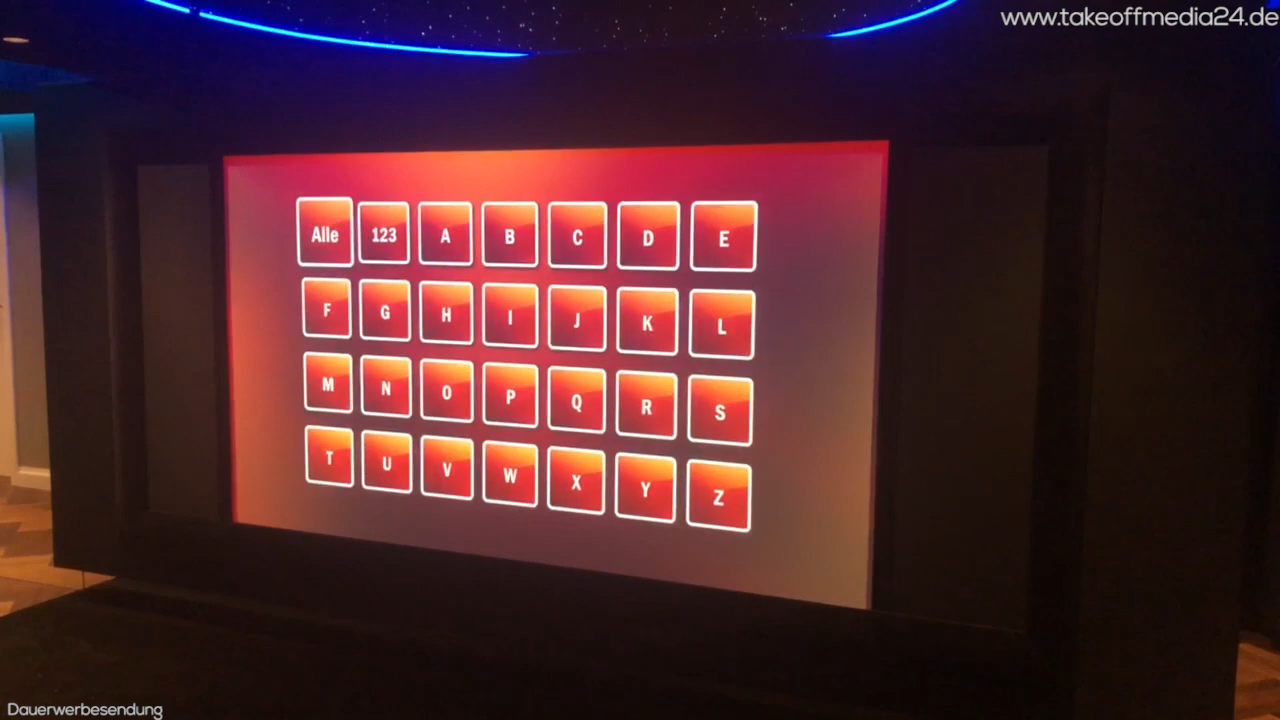 www.takeoffmedia24.de
Alle 123 A B C D E
F G H I J K L
M N O P Q R S
T U V W X Y Z
Dauerwerbesendung